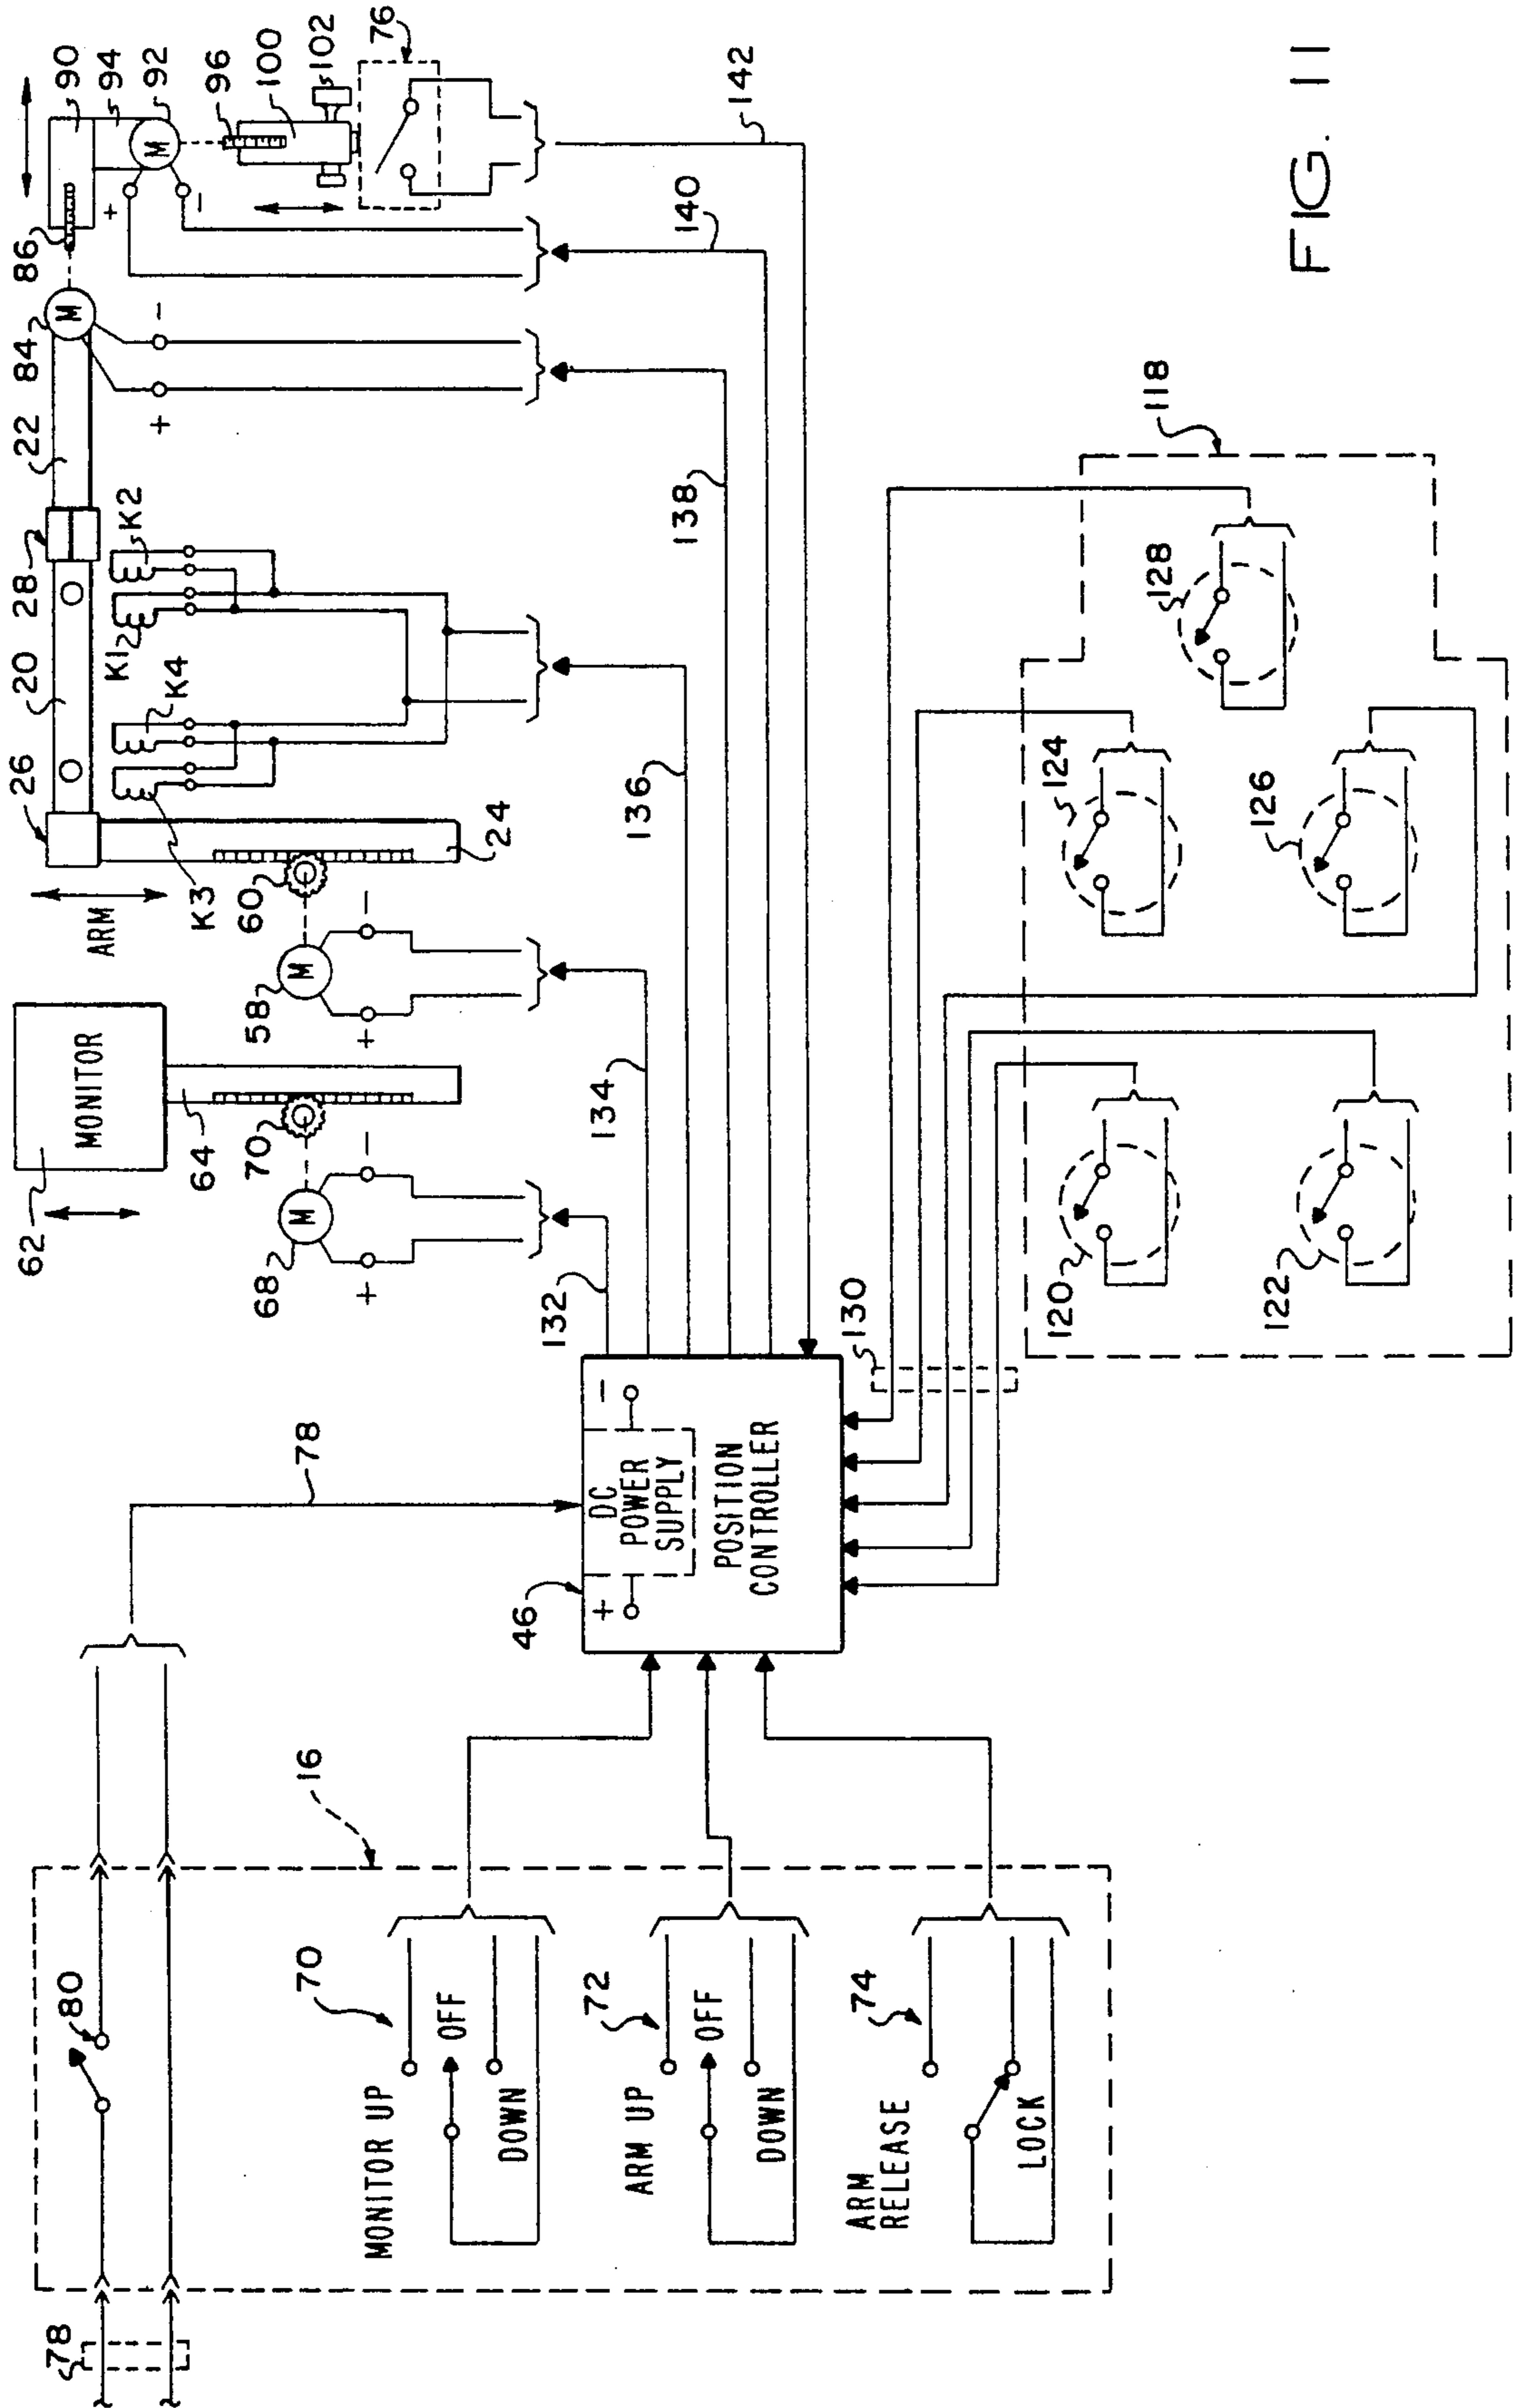 78
80
16
MONITOR UP
OFF
DOWN
70
ARM UP
OFF
DOWN
72
ARM
RELEASE
LOCK
74
78
46
+
−
DC
POWER
SUPPLY
POSITION
CONTROLLER
130
132
134
136
138
140
142
62
MONITOR
64
70
68
M
+
−
ARM
26
20
28
22
84
86
90
94
92
96
100
102
76
24
60
58
M
+
−
K3
K4
K1
K2
M
+
−
M
+
−
118
120
122
124
126
128
FIG. 11